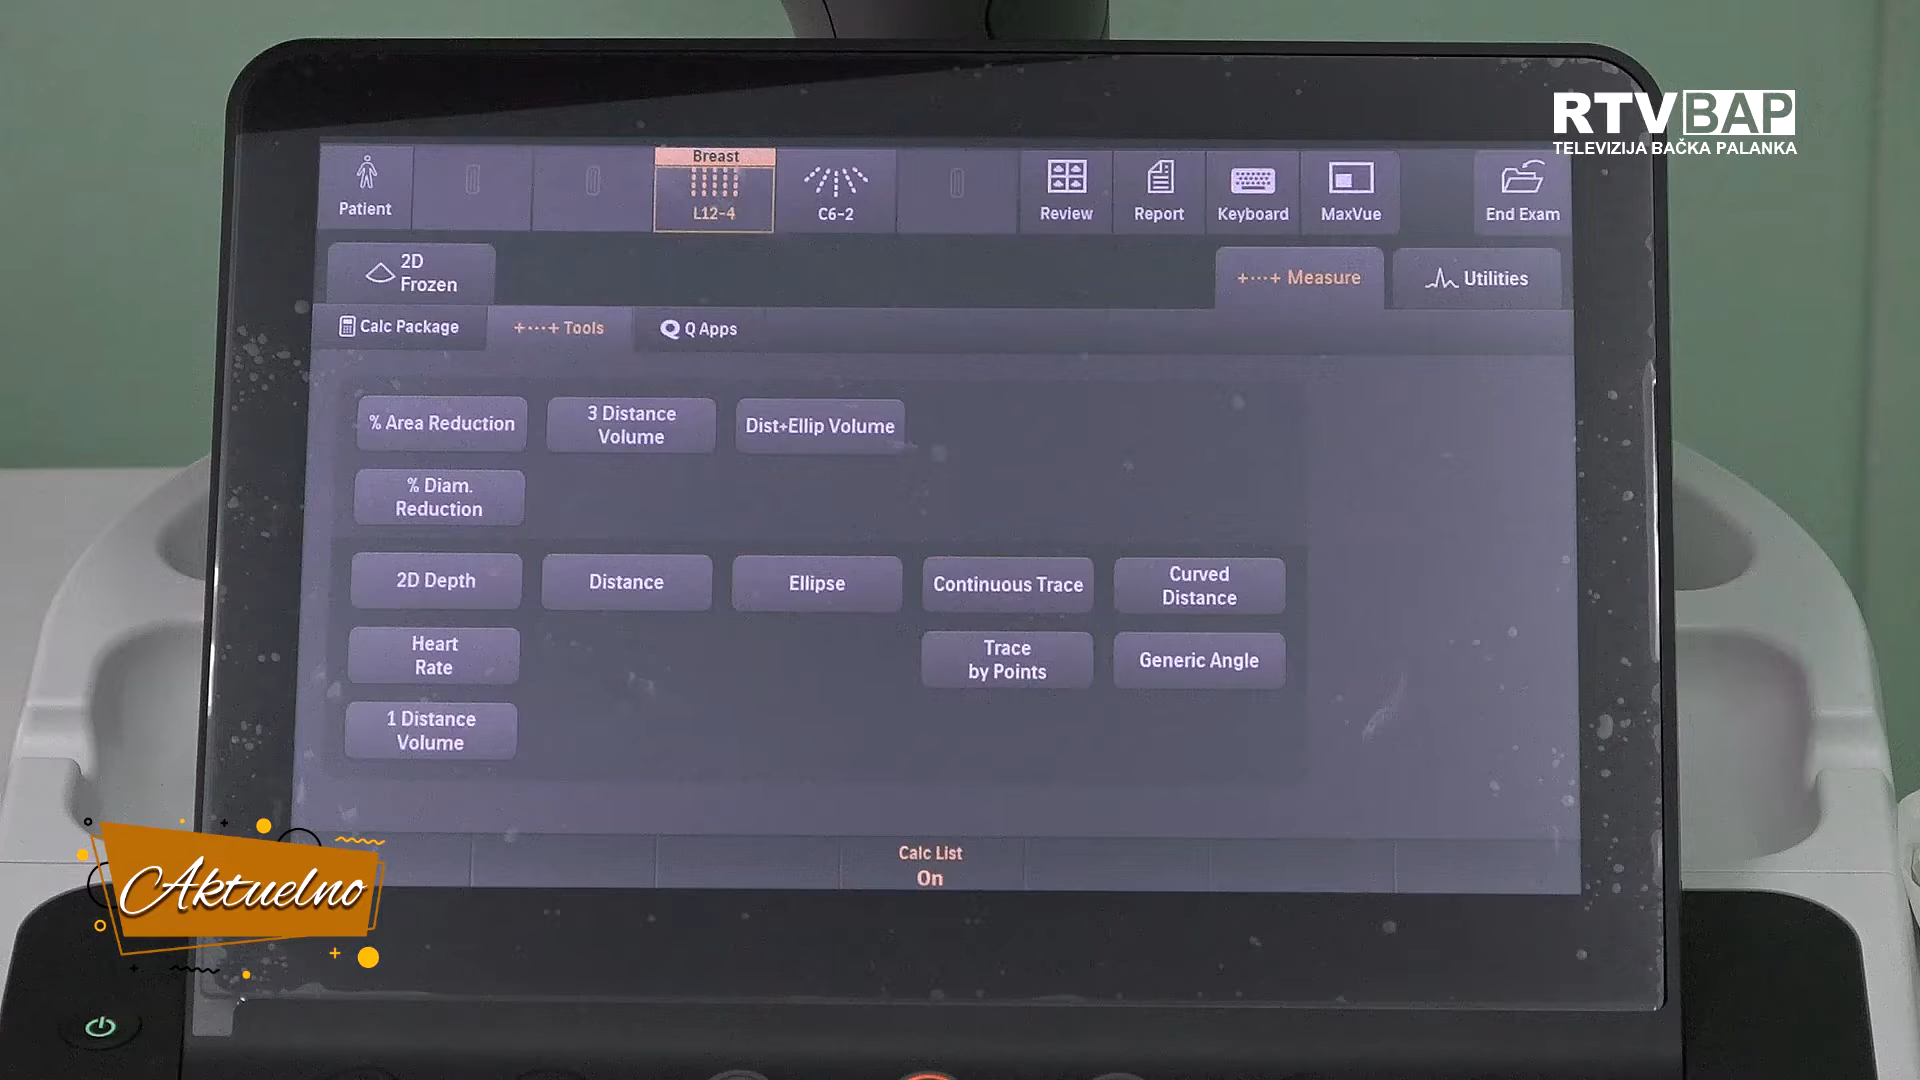 RTV BAP
TELEVIZIJA BAČKA PALANKA
Breast
Patient
L12-4
C6-2
Review
Report
Keyboard
MaxVue
End Exam
2D
Frozen
+····+ Measure
Utilities
Calc Package
+····+ Tools
Q Apps
% Area Reduction
3 Distance
Volume
Dist+Ellip Volume
% Diam.
Reduction
2D Depth
Distance
Ellipse
Continuous Trace
Curved
Distance
Heart
Rate
Trace
by Points
Generic Angle
1 Distance
Volume
Calc List
On
Aktuelno